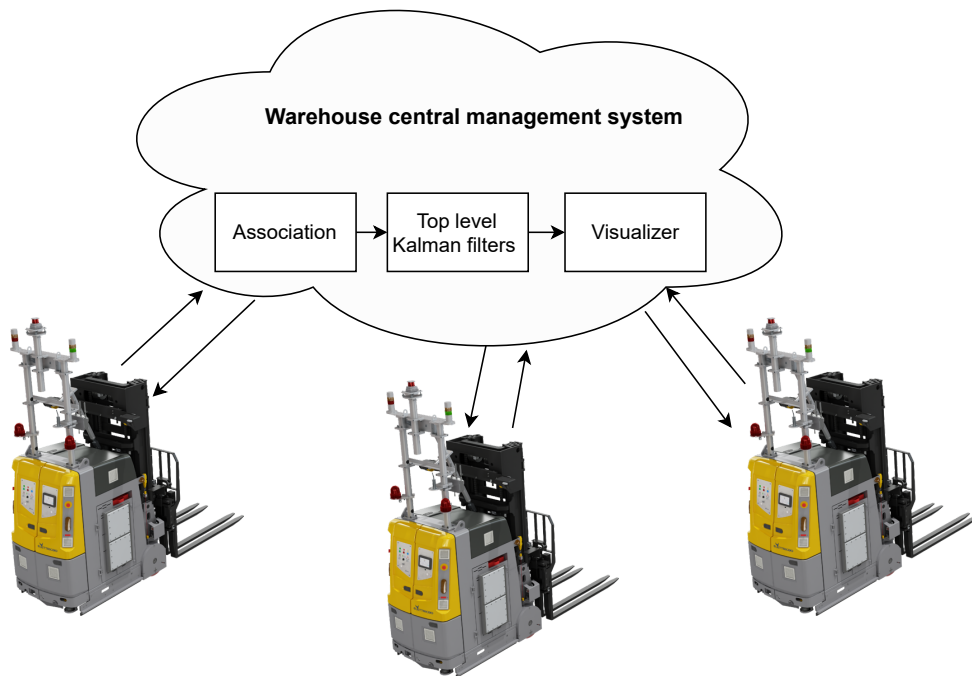 Warehouse central management system
Association
Top level
Kalman filters
Visualizer